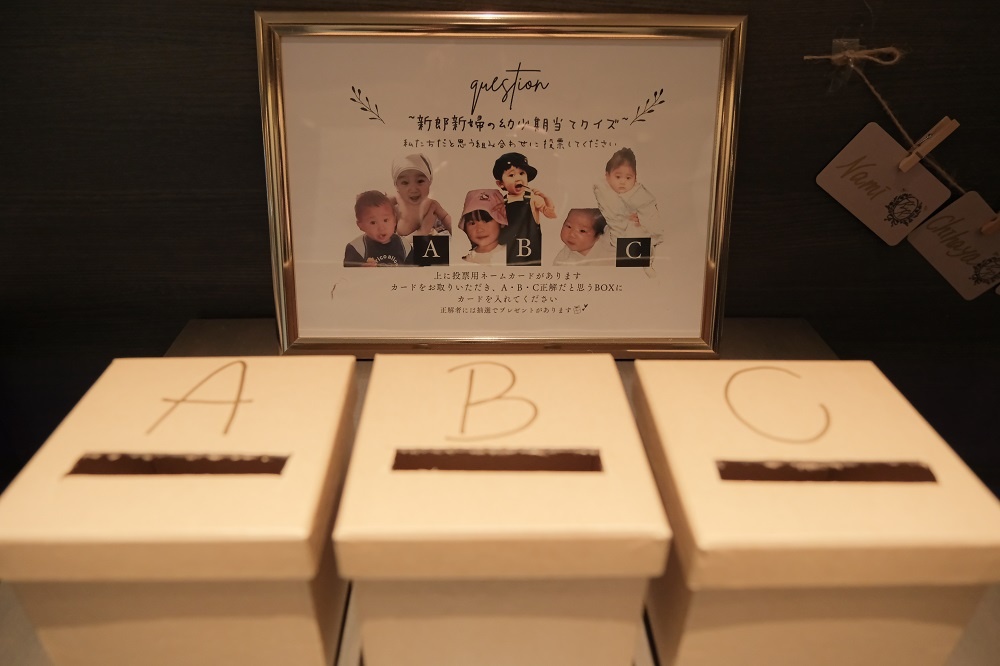 question
~新郎新婦の幼少期当てクイズ~
私たちだと思う組み合わせに投票してください
A
B
C
上に投票用ネームカードがあります
カードをお取りいただき、A・B・C正解だと思うBOXに
カードを入れてください
正解者には抽選でプレゼントがあります
Nami
Chhaya
A
B
C